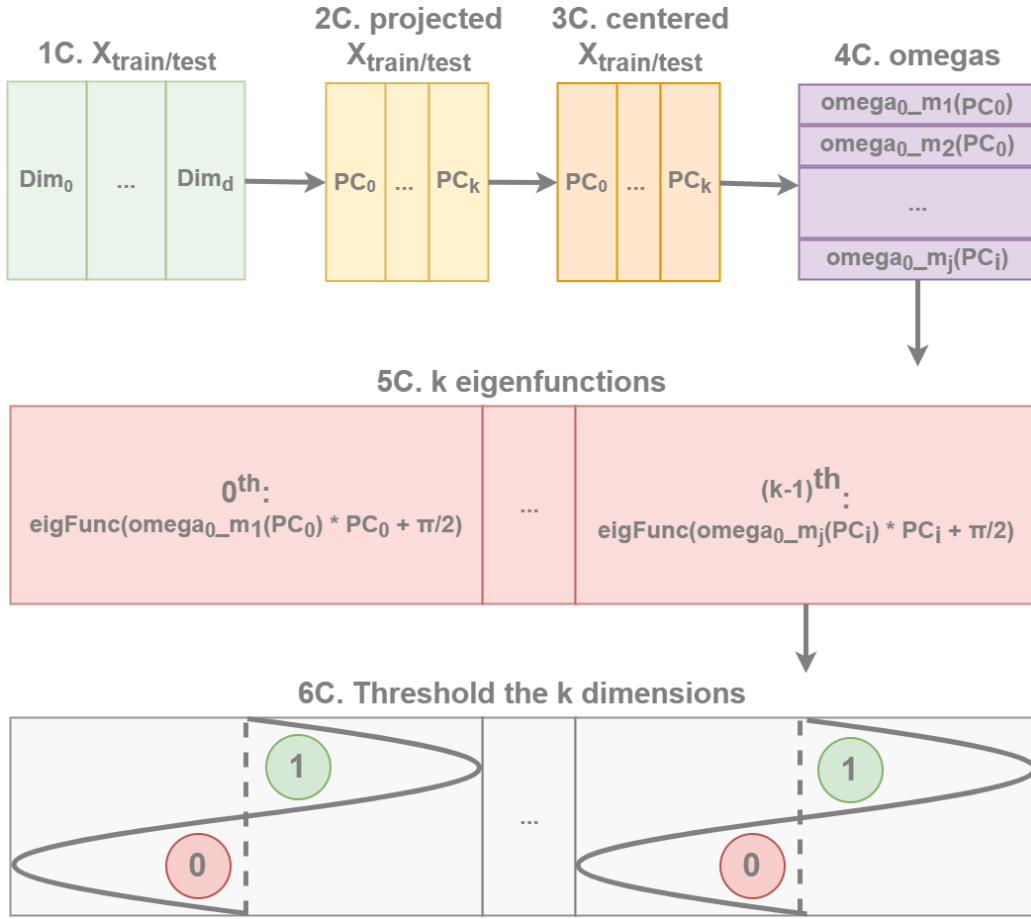 1C. Xtrain/test
2C. projected
Xtrain/test
3C. centered
Xtrain/test
4C. omegas
Dim0
...
Dimd
PC0
...
PCk
PC0
...
PCk
omega0_m1(PC0)
omega0_m2(PC0)
...
omega0_mj(PCi)
5C. k eigenfunctions
0th:
eigFunc(omega0_m1(PC0) * PC0 + π/2)
...
(k-1)th:
eigFunc(omega0_mj(PCi) * PCi + π/2)
6C. Threshold the k dimensions
1
0
...
1
0